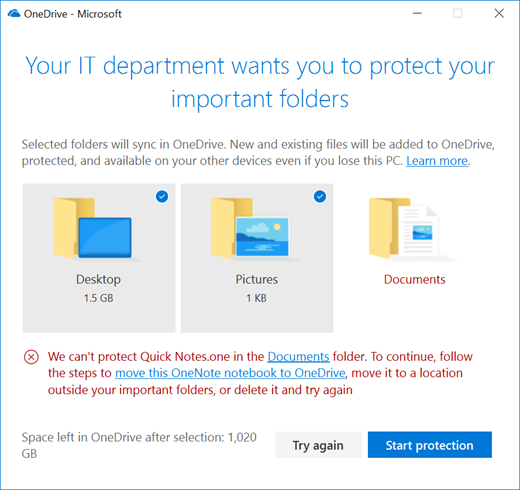 OneDrive - Microsoft
Your IT department wants you to protect your
important folders
Selected folders will sync in OneDrive. New and existing files will be added to OneDrive,
protected, and available on your other devices even if you lose this PC. Learn more.
Desktop
1.5 GB
Pictures
1 KB
Documents
We can't protect Quick Notes.one in the Documents folder. To continue, follow
the steps to move this OneNote notebook to OneDrive, move it to a location
outside your important folders, or delete it and try again
Space left in OneDrive after selection: 1,020
GB
Try again
Start protection